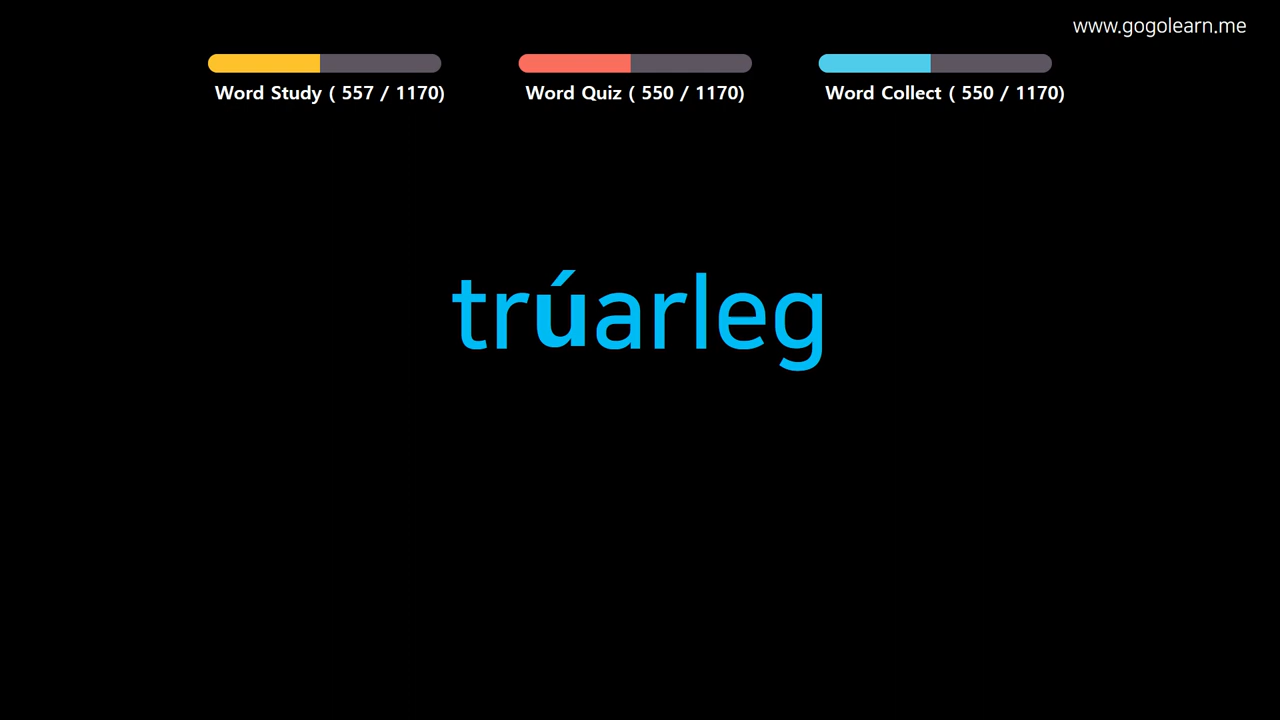 www.gogolearn.me
Word Study ( 557 / 1170)
Word Quiz ( 550 / 1170)
Word Collect ( 550 / 1170)
trúarleg